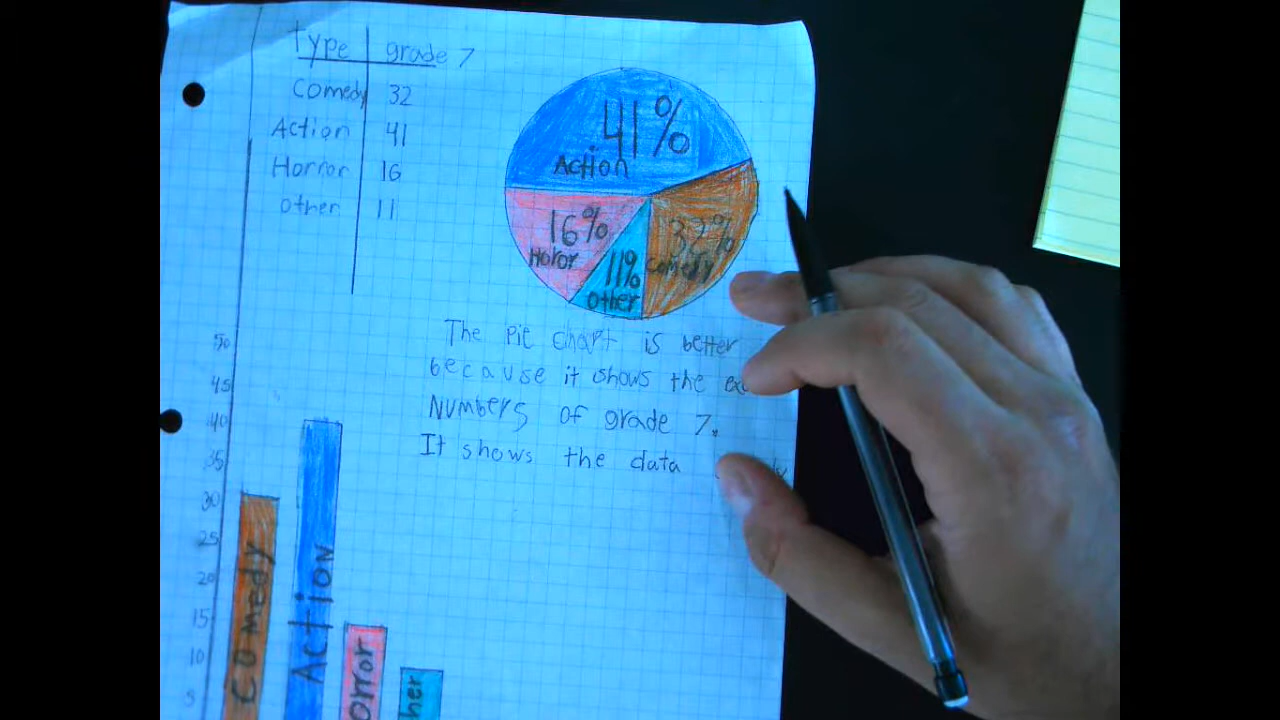 type grade 7
Comedy 32
Action 41
Horror 16
other 11
41%
Action
16%
Horor
11%
Other
32%
Comedy
The Pie chart is better
because it shows the
Numbers of grade 7.
It shows the data
50
45
40
35
30
25
20
15
10
5
Comedy
Action